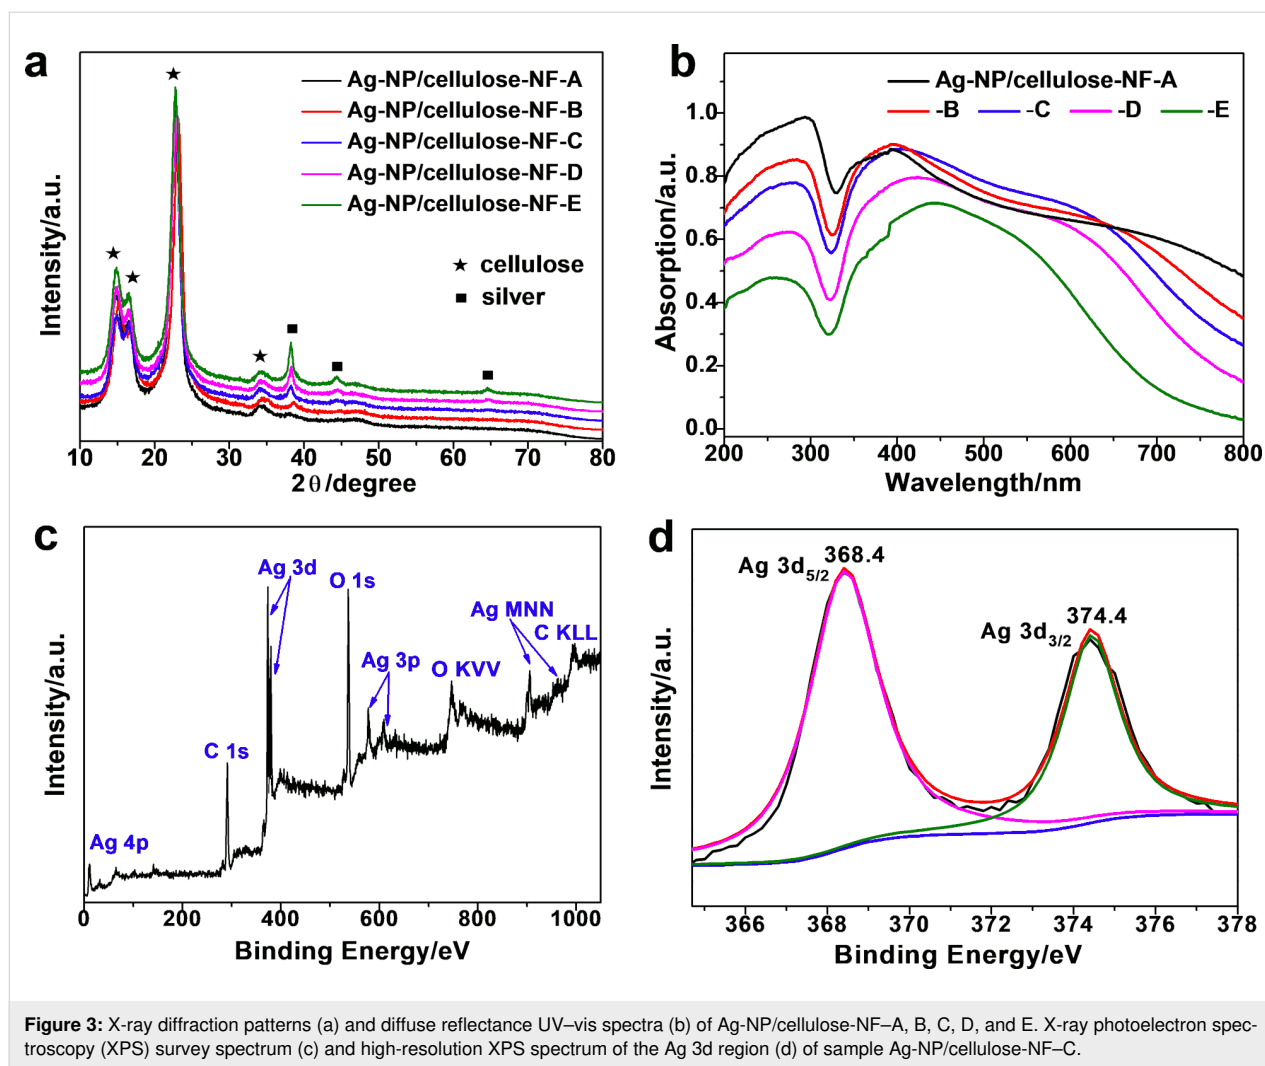 a
Ag-NP/cellulose-NF-A
Ag-NP/cellulose-NF-B
Ag-NP/cellulose-NF-C
Ag-NP/cellulose-NF-D
Ag-NP/cellulose-NF-E
★ cellulose
■ silver
Intensity/a.u.
10 20 30 40 50 60 70 80
2θ/degree
b
Ag-NP/cellulose-NF-A
-B -C -D -E
1.0
0.8
0.6
0.4
0.2
0.0
Absorption/a.u.
200 300 400 500 600 700 800
Wavelength/nm
c
Ag 3d
O 1s
Ag MNN
C KLL
Ag 3p
O KVV
C 1s
Ag 4p
Intensity/a.u.
0 200 400 600 800 1000
Binding Energy/eV
d
368.4
Ag 3d5/2
374.4
Ag 3d3/2
Intensity/a.u.
366 368 370 372 374 376 378
Binding Energy/eV
Figure 3: X-ray diffraction patterns (a) and diffuse reflectance UV–vis spectra (b) of Ag-NP/cellulose-NF–A, B, C, D, and E. X-ray photoelectron spec-
troscopy (XPS) survey spectrum (c) and high-resolution XPS spectrum of the Ag 3d region (d) of sample Ag-NP/cellulose-NF–C.